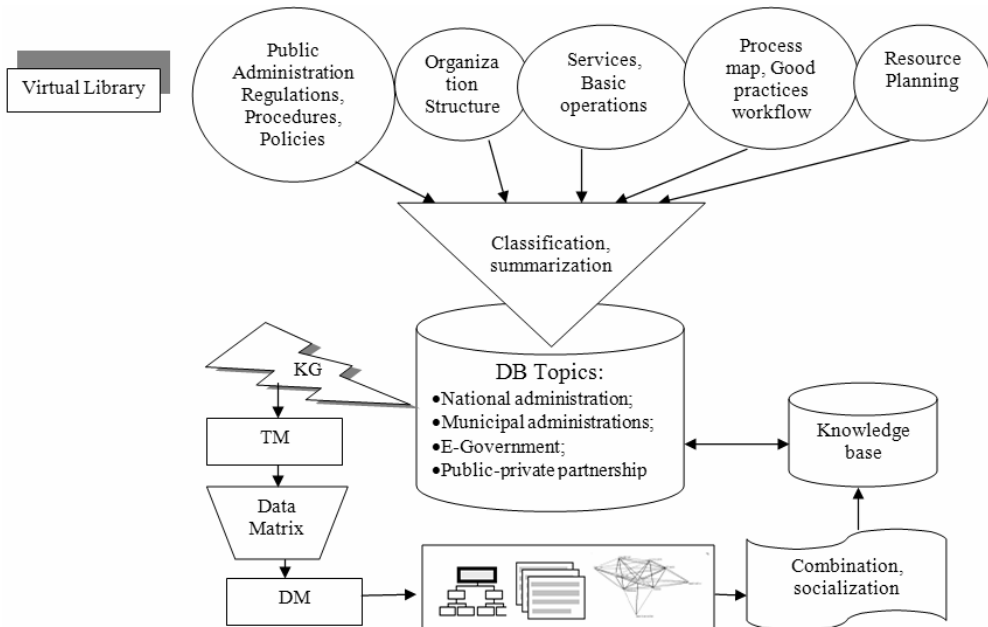 Virtual Library
Public
Administration
Regulations,
Procedures,
Policies
Organiza
tion
Structure
Services,
Basic
operations
Process
map, Good
practices
workflow
Resource
Planning
Classification,
summarization
KG
DB Topics:
•National administration;
•Municipal administrations;
•E-Government;
•Public-private partnership
Knowledge
base
TM
Data
Matrix
DM
Combination,
socialization